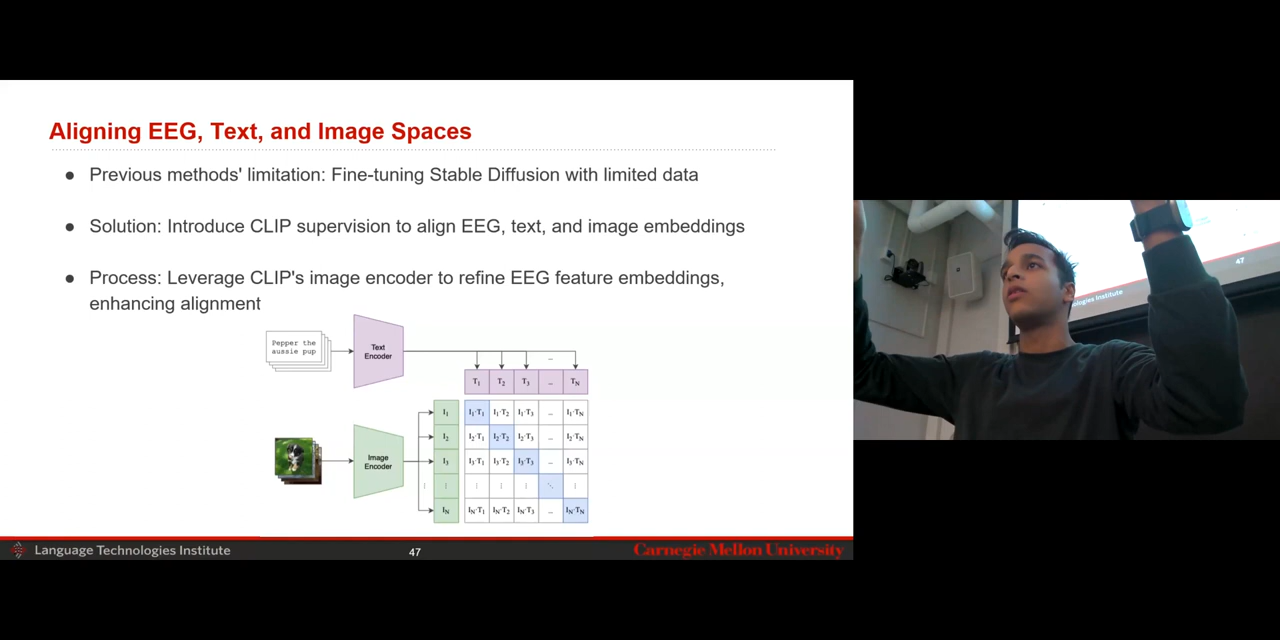 Aligning EEG, Text, and Image Spaces
● Previous methods' limitation: Fine-tuning Stable Diffusion with limited data
● Solution: Introduce CLIP supervision to align EEG, text, and image embeddings
● Process: Leverage CLIP's image encoder to refine EEG feature embeddings,
enhancing alignment
Pepper the
aussie pup
Text
Encoder
...
T1 T2 T3 ... TN
I1 I1·T1 I1·T2 I1·T3 ... I1·TN
I2 I2·T1 I2·T2 I2·T3 ... I2·TN
Image
Encoder
I3 I3·T1 I3·T2 I3·T3 ... I3·TN
⋮ ⋮ ⋮ ⋮ ⋮ ⋱ ⋮
IN IN·T1 IN·T2 IN·T3 ... IN·TN
Language Technologies Institute
47
Carnegie Mellon University
47
ologies Institute